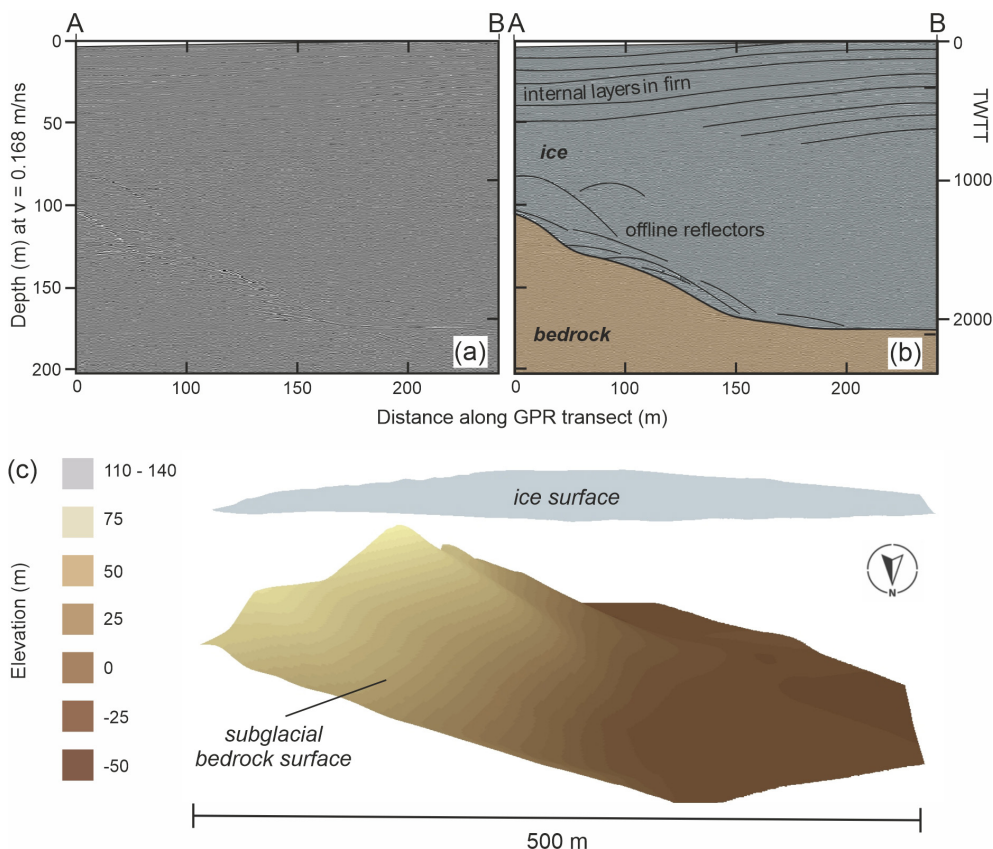 A
B
A
B
0
50
100
150
200
Depth (m) at v = 0.168 m/ns
(a)
0
100
200
internal layers in firn
ice
offline reflectors
bedrock
(b)
0
1000
2000
TWTT
0
100
150
200
Distance along GPR transect (m)
(c)
Elevation (m)
110 - 140
75
50
25
0
-25
-50
ice surface
N
subglacial
bedrock surface
500 m